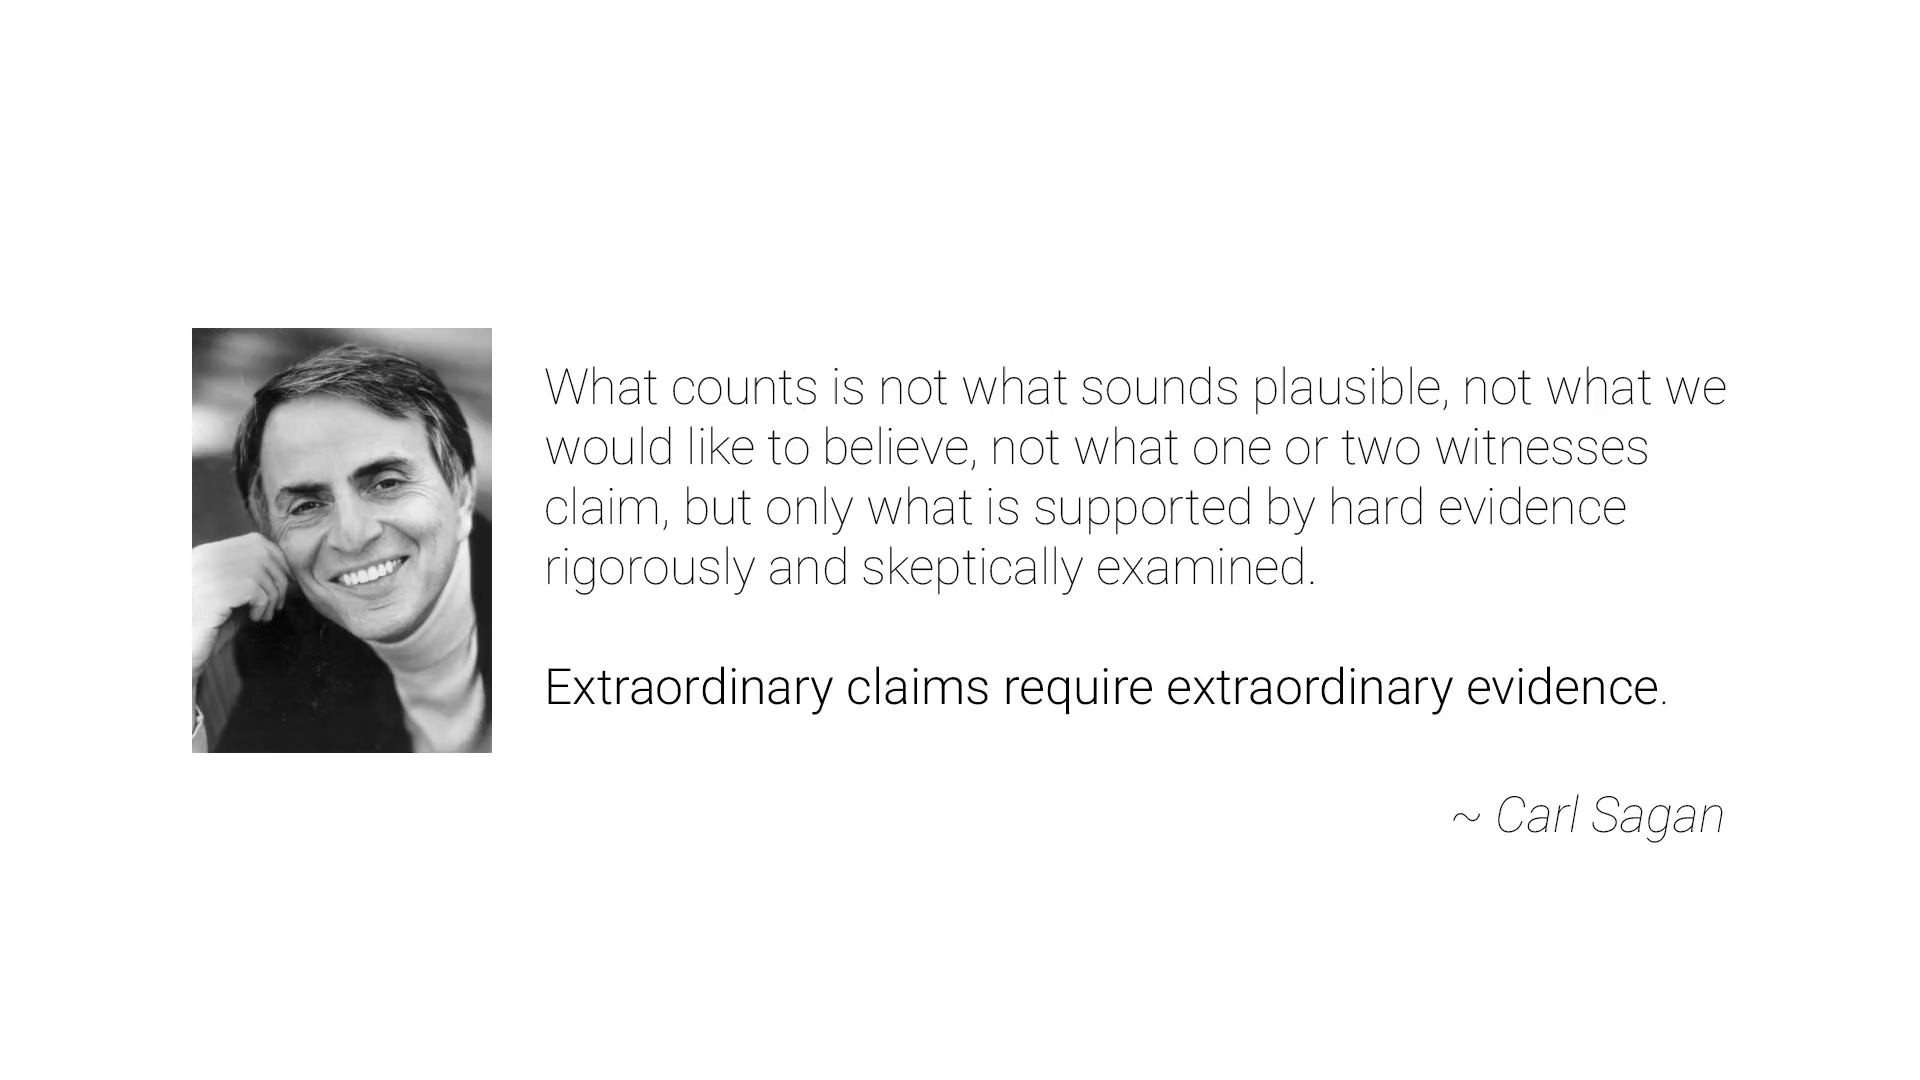 What counts is not what sounds plausible, not what we
would like to believe, not what one or two witnesses
claim, but only what is supported by hard evidence
rigorously and skeptically examined.
Extraordinary claims require extraordinary evidence.
~ Carl Sagan